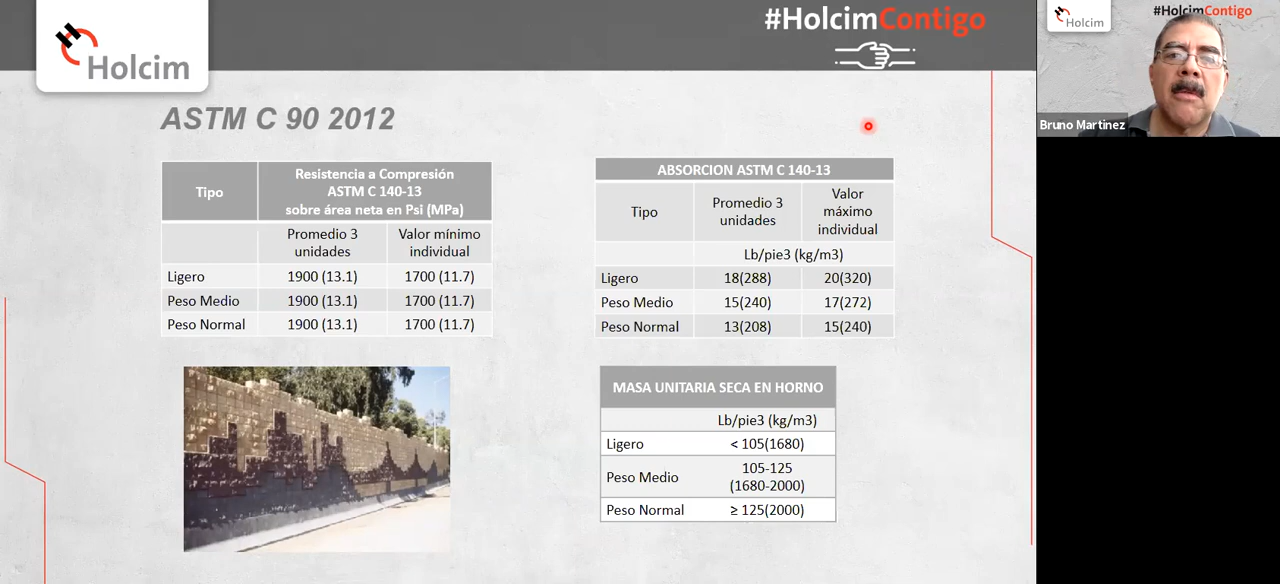 Holcim
#HolcimContigo
ASTM C 90 2012
Tipo
Resistencia a Compresión
ASTM C 140-13
sobre área neta en Psi (MPa)
Promedio 3
unidades
Valor mínimo
individual
Ligero 1900 (13.1) 1700 (11.7)
Peso Medio 1900 (13.1) 1700 (11.7)
Peso Normal 1900 (13.1) 1700 (11.7)
ABSORCION ASTM C 140-13
Tipo
Promedio 3
unidades
Valor
máximo
individual
Lb/pie3 (kg/m3)
Ligero 18(288) 20(320)
Peso Medio 15(240) 17(272)
Peso Normal 13(208) 15(240)
MASA UNITARIA SECA EN HORNO
Lb/pie3 (kg/m3)
Ligero < 105(1680)
Peso Medio
105-125
(1680-2000)
Peso Normal ≥ 125(2000)
Holcim
#HolcimContigo
Bruno Martinez